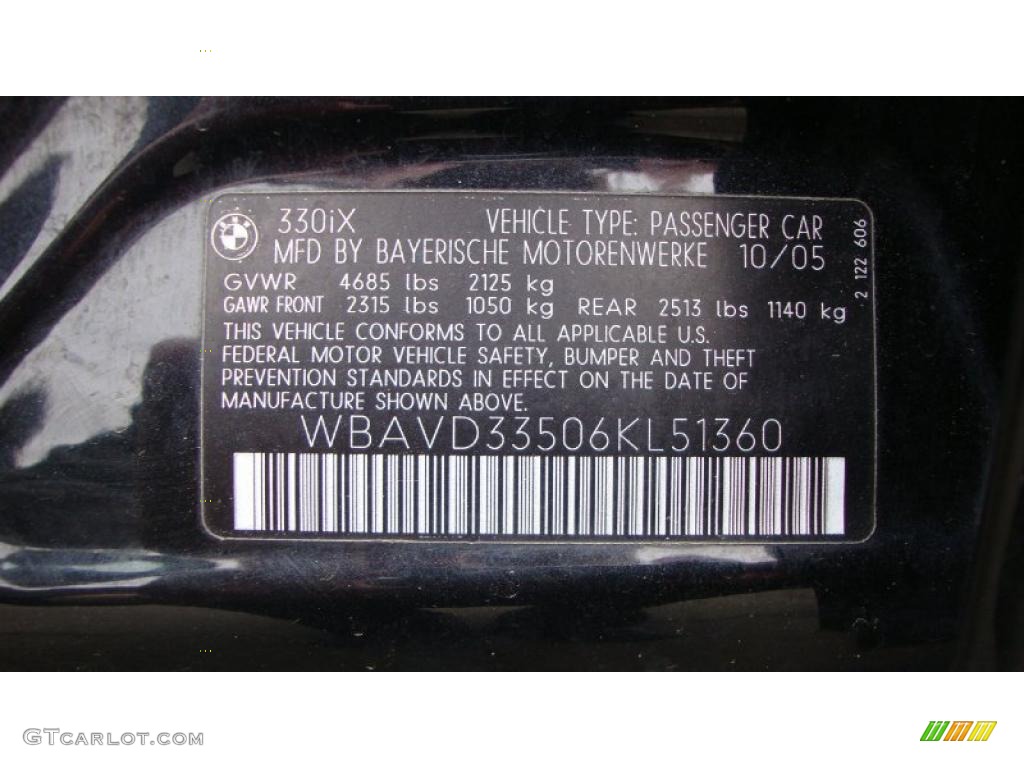 330iX VEHICLE TYPE: PASSENGER CAR
MFD BY BAYERISCHE MOTORENWERKE 10/05
GVWR 4685 lbs 2125 kg
GAWR FRONT 2315 lbs 1050 kg REAR 2513 lbs 1140 kg
THIS VEHICLE CONFORMS TO ALL APPLICABLE U.S.
FEDERAL MOTOR VEHICLE SAFETY, BUMPER AND THEFT
PREVENTION STANDARDS IN EFFECT ON THE DATE OF
MANUFACTURE SHOWN ABOVE.
WBAVD33506KL51360
2 122 606
GTCARLOT.COM